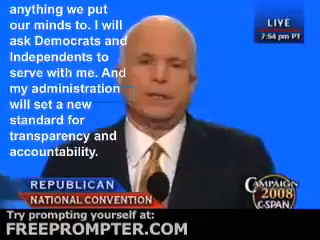 anything we put
our minds to. I will
ask Democrats and
Independents to
serve with me. And
my administration
will set a new
standard for
transparency and
accountability.
LIVE
7:54 pm PT
REPUBLICAN
NATIONAL CONVENTION
CAMPAIGN
2008
C-SPAN
Try prompting yourself at:
FREEPROMPTER.COM